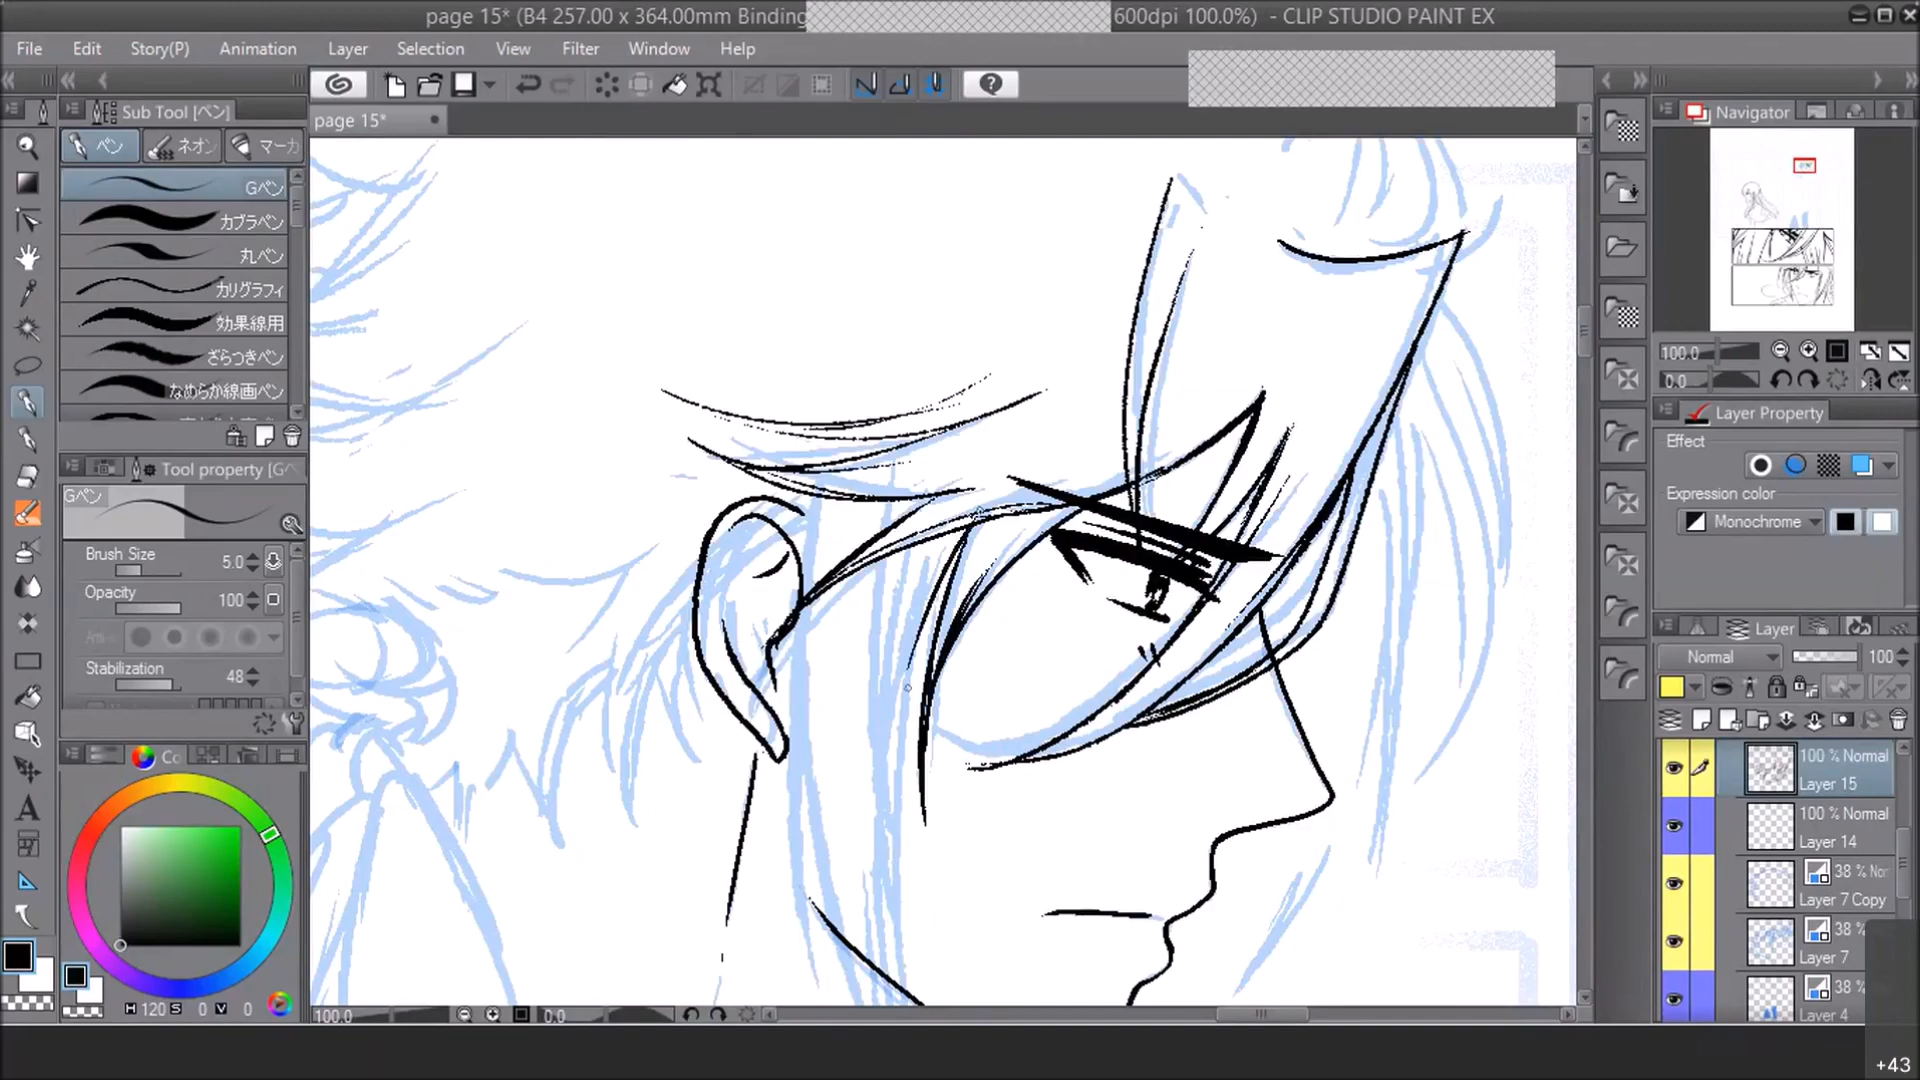 page 15* (B4 257.00 x 364.00mm Binding 600dpi 100.0%) - CLIP STUDIO PAINT EX
File Edit Story(P) Animation Layer Selection View Filter Window Help
Sub Tool [ペン]
page 15*
Navigator
ペン ネオン マーカ
Gペン
カブラペン
丸ペン
カリグラフィ
効果線用
ざらつきペン
なめらか線画ペン
100.0
0.0
Layer Property
Effect
Expression color
Monochrome
Tool property [Gペ
Gペン
Brush Size 5.0
Opacity 100
Anti-
Stabilization 48
Layer
Normal 100
100 % Normal
Layer 15
100 % Normal
Layer 14
38 % Nor
Layer 7 Copy
38 %
Layer 7
38 %
Layer 4
Co
H 120 S 0 V 0
100.0 0.0
+43